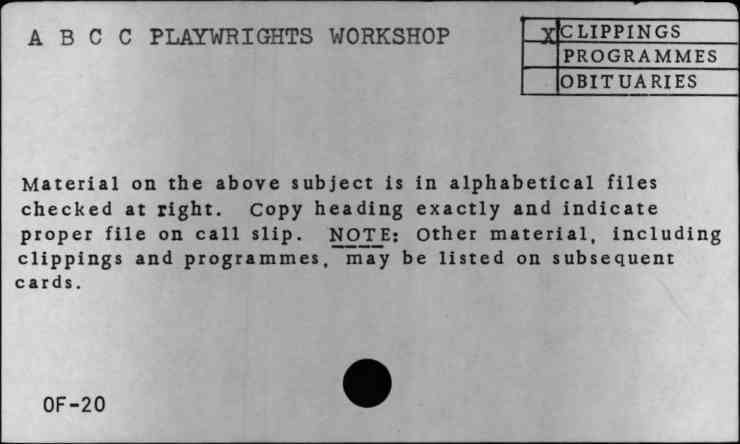 A B C C PLAYWRIGHTS WORKSHOP
X CLIPPINGS
PROGRAMMES
OBITUARIES
Material on the above subject is in alphabetical files
checked at right. Copy heading exactly and indicate
proper file on call slip. NOTE: Other material, including
clippings and programmes, may be listed on subsequent
cards.
OF-20